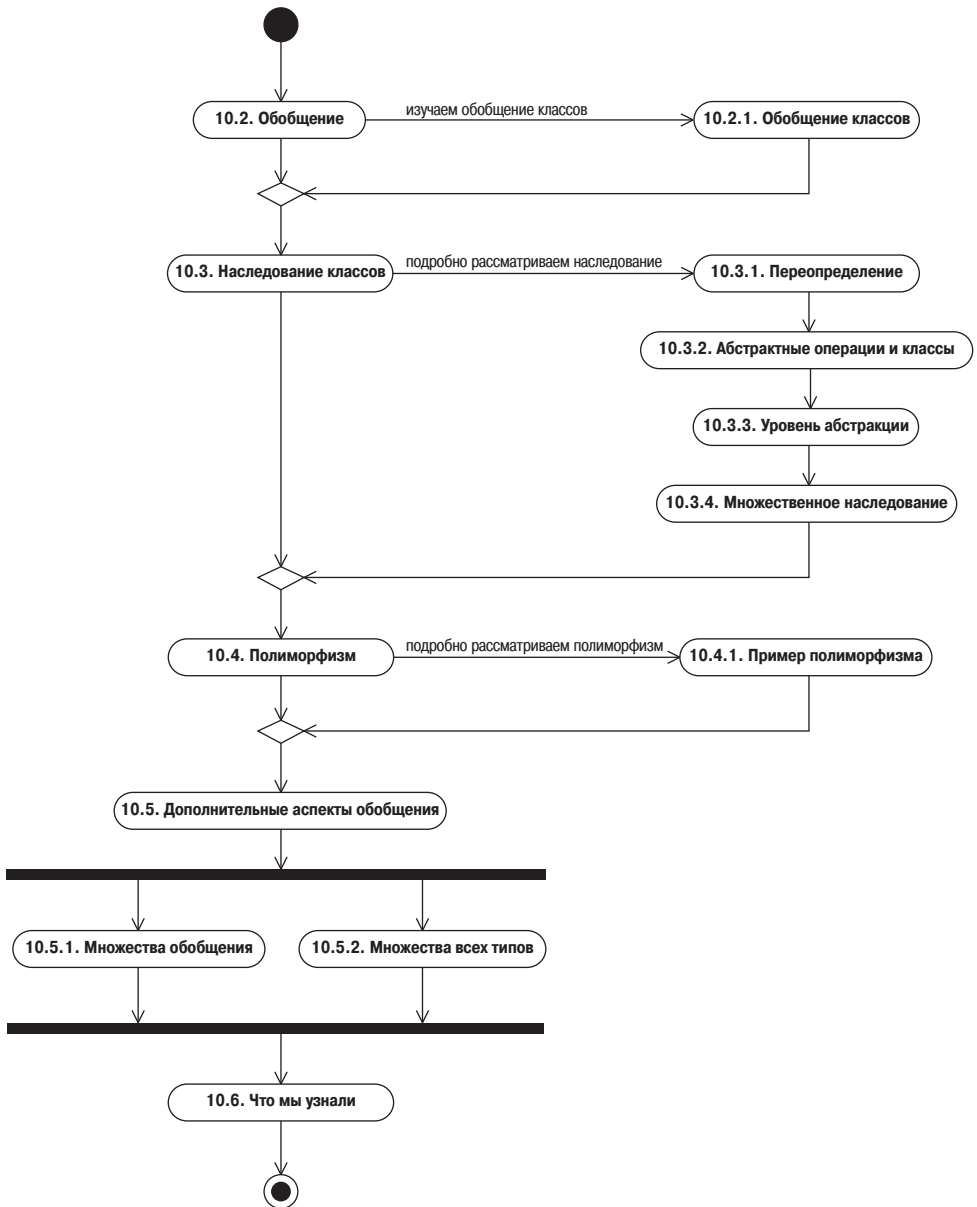 10.2. Обобщение
изучаем обобщение классов
10.2.1. Обобщение классов
10.3. Наследование классов
подробно рассматриваем наследование
10.3.1. Переопределение
10.3.2. Абстрактные операции и классы
10.3.3. Уровень абстракции
10.3.4. Множественное наследование
10.4. Полиморфизм
подробно рассматриваем полиморфизм
10.4.1. Пример полиморфизма
10.5. Дополнительные аспекты обобщения
10.5.1. Множества обобщения
10.5.2. Множества всех типов
10.6. Что мы узнали